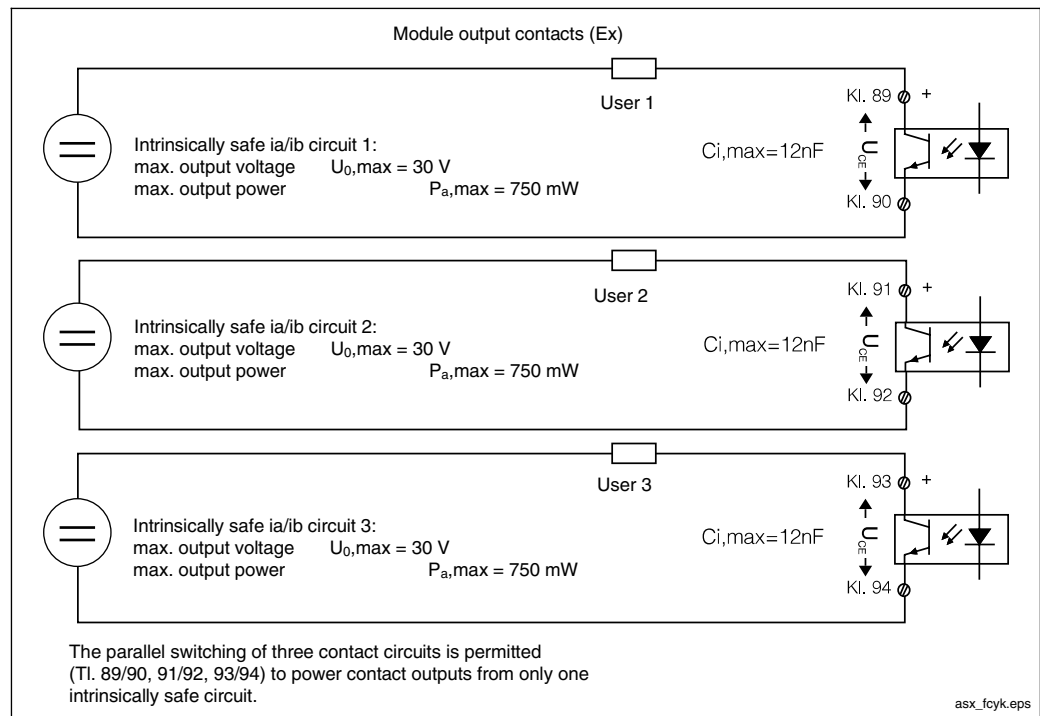 Module output contacts (Ex)
User 1
Kl. 89 +
Intrinsically safe ia/ib circuit 1:
max. output voltage U₀,max = 30 V
max. output power Pₐ,max = 750 mW
Ci,max=12nF
U_CE
Kl. 90
User 2
Kl. 91 +
Intrinsically safe ia/ib circuit 2:
max. output voltage U₀,max = 30 V
max. output power Pₐ,max = 750 mW
Ci,max=12nF
U_CE
Kl. 92
User 3
Kl. 93 +
Intrinsically safe ia/ib circuit 3:
max. output voltage U₀,max = 30 V
max. output power Pₐ,max = 750 mW
Ci,max=12nF
U_CE
Kl. 94
The parallel switching of three contact circuits is permitted
(Tl. 89/90, 91/92, 93/94) to power contact outputs from only one
intrinsically safe circuit.
asx_fcyk.eps